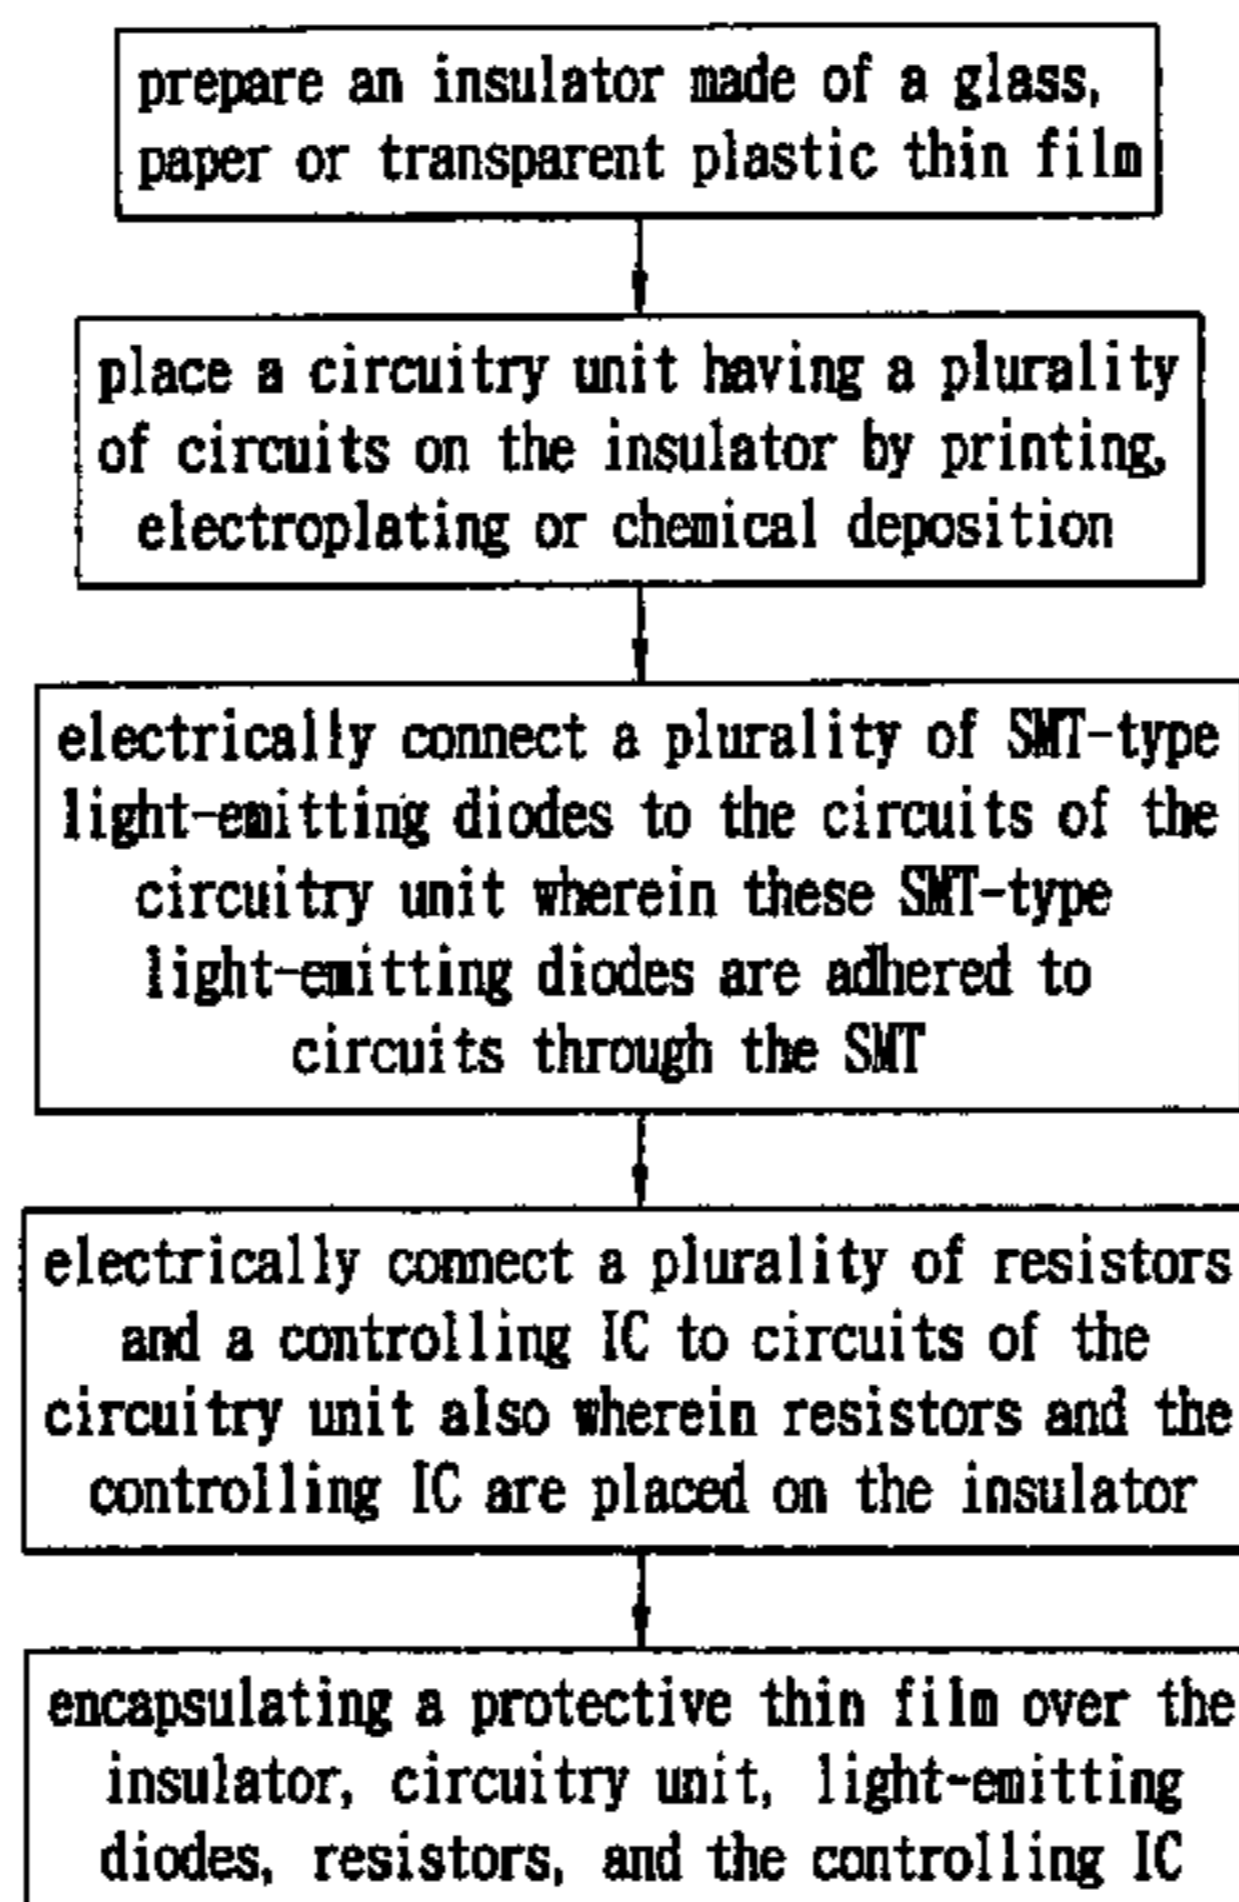 prepare an insulator made of a glass,
paper or transparent plastic thin film
place a circuitry unit having a plurality
of circuits on the insulator by printing,
electroplating or chemical deposition
electrically connect a plurality of SMT-type
light-emitting diodes to the circuits of the
circuitry unit wherein these SMT-type
light-emitting diodes are adhered to
circuits through the SMT
electrically connect a plurality of resistors
and a controlling IC to circuits of the
circuitry unit also wherein resistors and the
controlling IC are placed on the insulator
encapsulating a protective thin film over the
insulator, circuitry unit, light-emitting
diodes, resistors, and the controlling IC